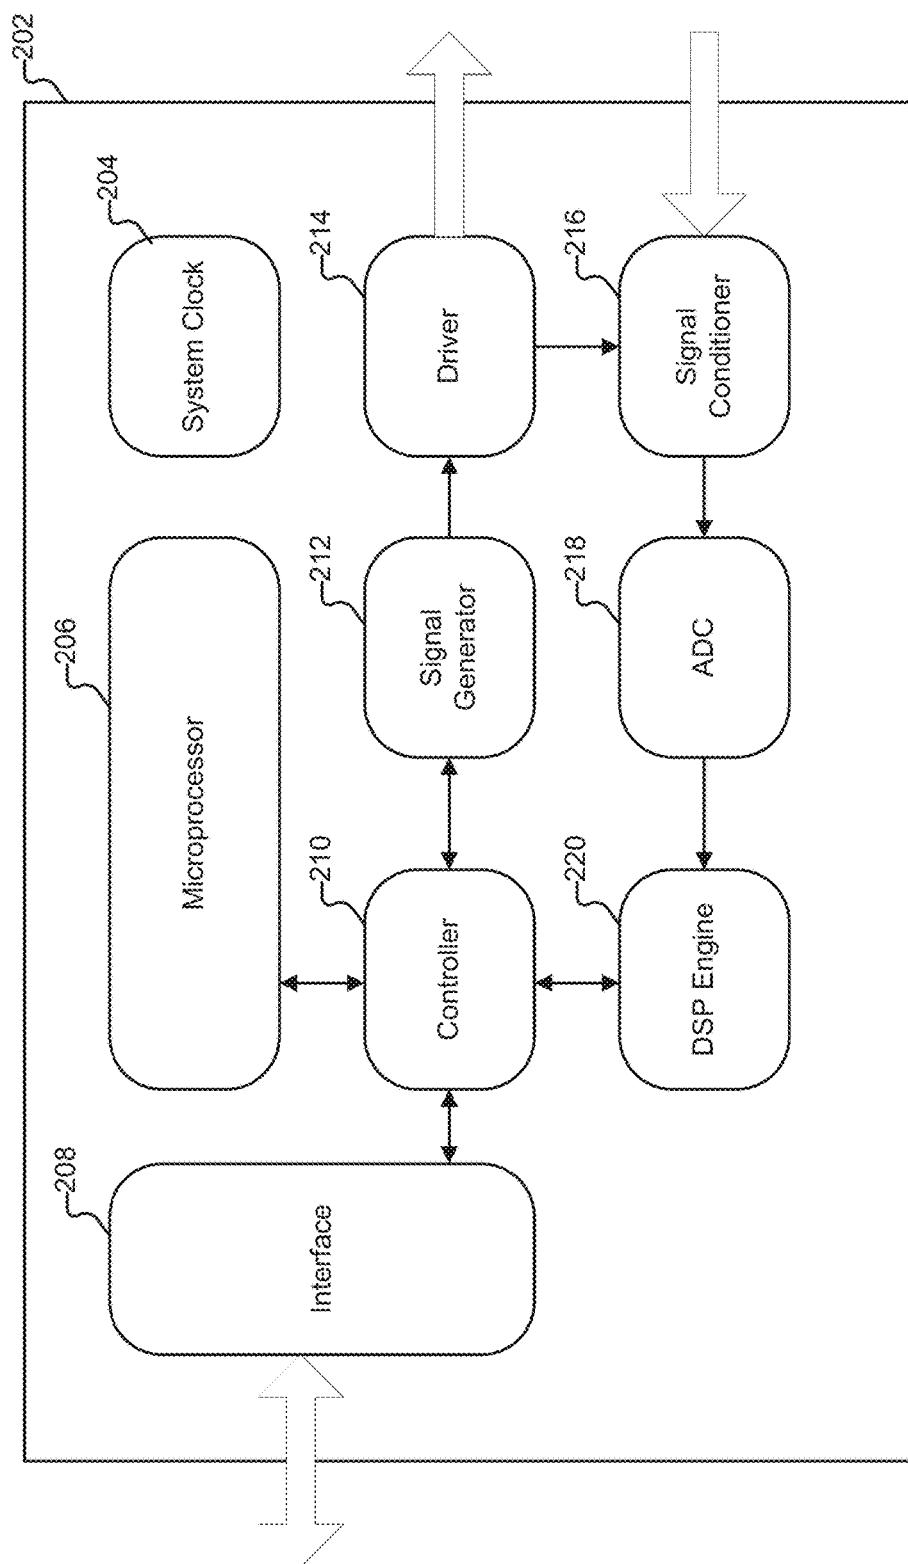 202
208
Interface
206
Microprocessor
204
System Clock
210
Controller
212
Signal
Generator
214
Driver
220
DSP Engine
218
ADC
216
Signal
Conditioner